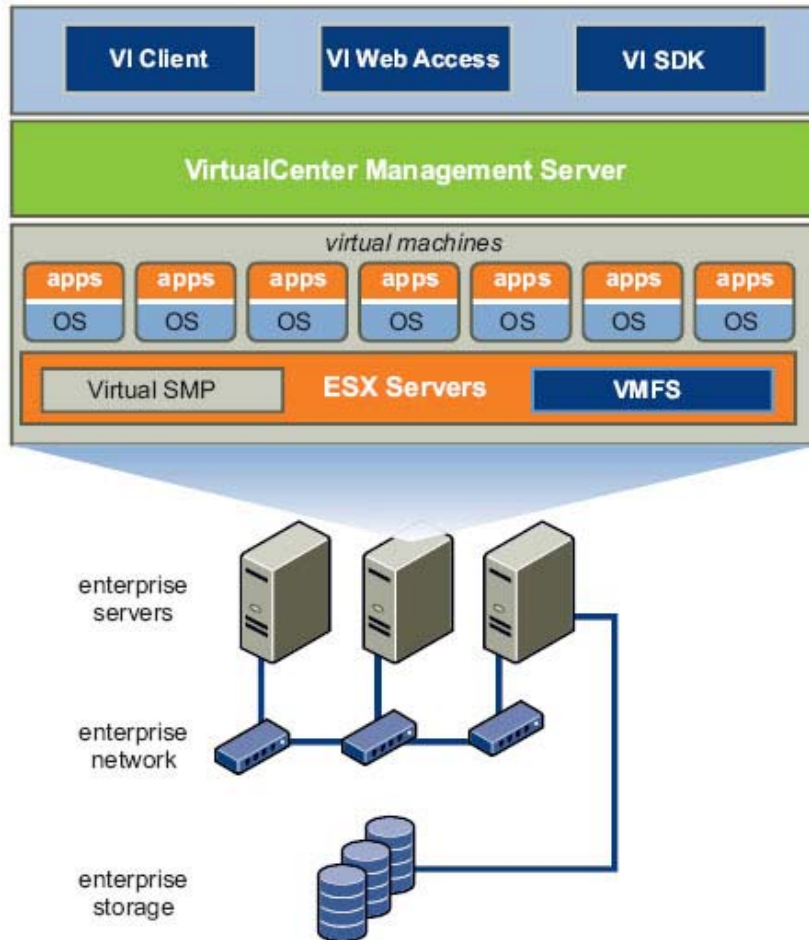 VI Client
VI Web Access
VI SDK
VirtualCenter Management Server
virtual machines
apps
apps
apps
apps
apps
apps
apps
OS
OS
OS
OS
OS
OS
OS
Virtual SMP
ESX Servers
VMFS
enterprise
servers
enterprise
network
enterprise
storage